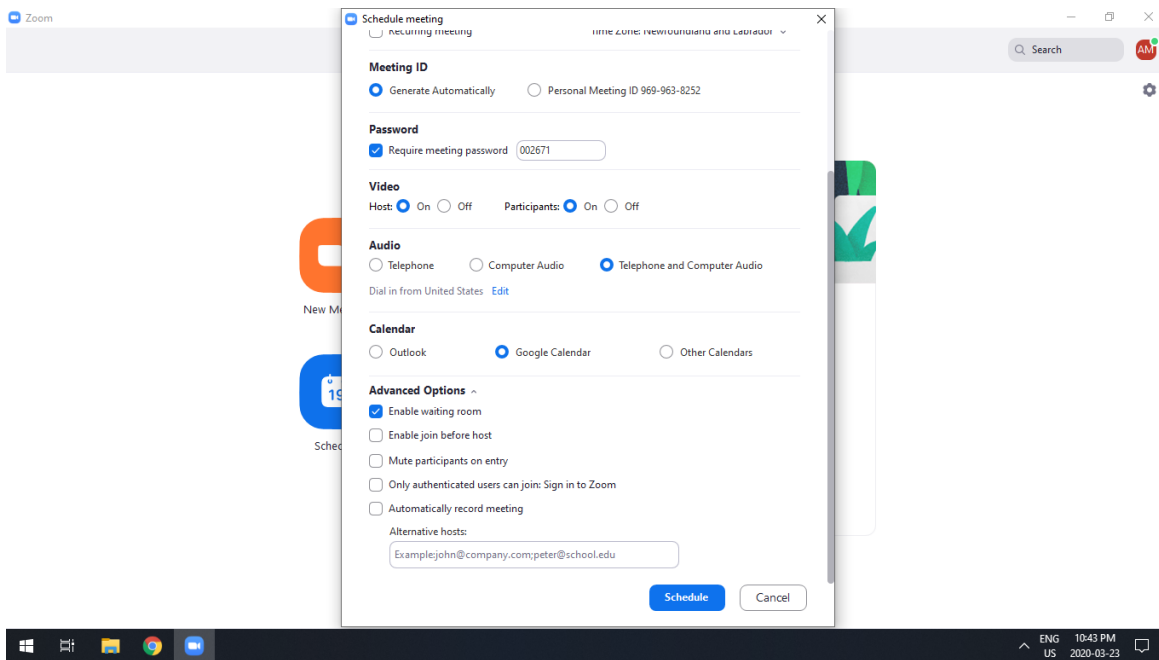 Zoom
Schedule meeting
Recurring meeting
Time Zone: Newfoundland and Labrador
Search
AM
Meeting ID
Generate Automatically
Personal Meeting ID 969-963-8252
Password
Require meeting password
002671
Video
Host: On Off Participants: On Off
Audio
Telephone
Computer Audio
Telephone and Computer Audio
Dial in from United States Edit
New
Calendar
Outlook
Google Calendar
Other Calendars
Advanced Options
19
Enable waiting room
Enable join before host
Sched
Mute participants on entry
Only authenticated users can join: Sign in to Zoom
Automatically record meeting
Alternative hosts:
Example:john@company.com;peter@school.edu
Schedule
Cancel
ENG
US
10:43 PM
2020-03-23